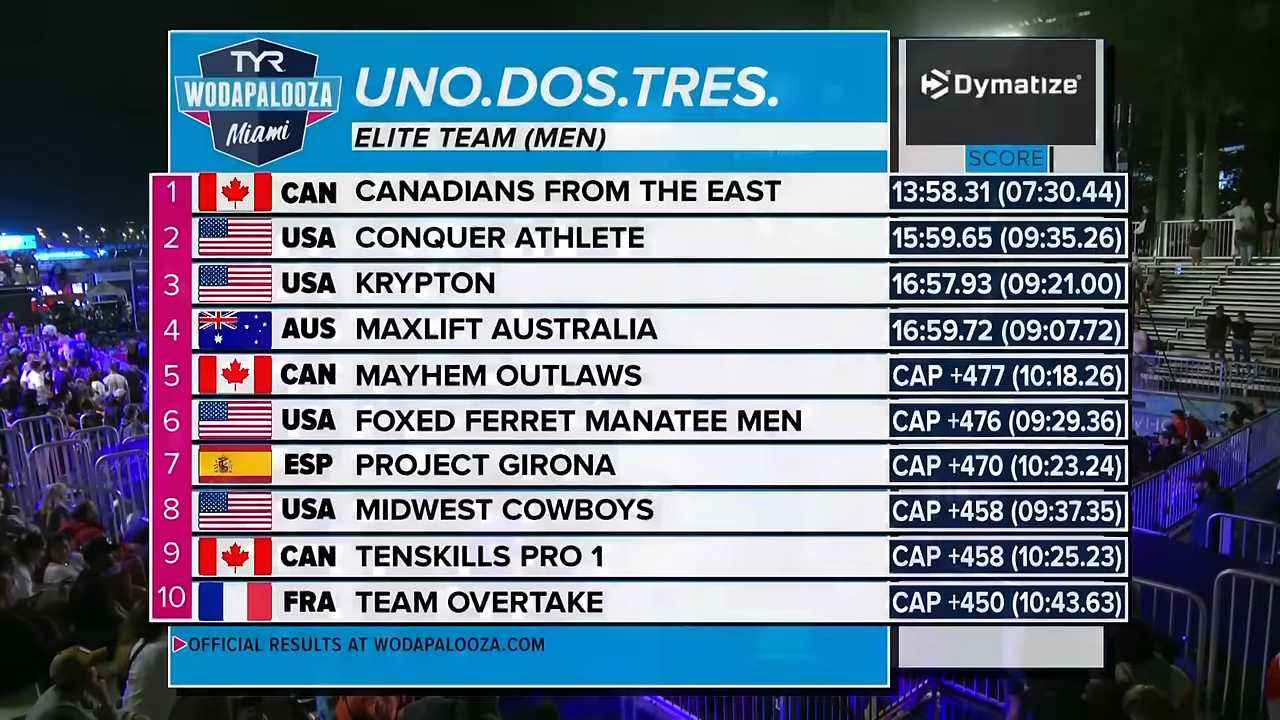 TYR
WODAPALOOZA
Miami
UNO.DOS.TRES.
ELITE TEAM (MEN)
Dymatize
SCORE
1 CAN CANADIANS FROM THE EAST 13:58.31 (07:30.44)
2 USA CONQUER ATHLETE 15:59.65 (09:35.26)
3 USA KRYPTON 16:57.93 (09:21.00)
4 AUS MAXLIFT AUSTRALIA 16:59.72 (09:07.72)
5 CAN MAYHEM OUTLAWS CAP +477 (10:18.26)
6 USA FOXED FERRET MANATEE MEN CAP +476 (09:29.36)
7 ESP PROJECT GIRONA CAP +470 (10:23.24)
8 USA MIDWEST COWBOYS CAP +458 (09:37.35)
9 CAN TENSKILLS PRO 1 CAP +458 (10:25.23)
10 FRA TEAM OVERTAKE CAP +450 (10:43.63)
OFFICIAL RESULTS AT WODAPALOOZA.COM